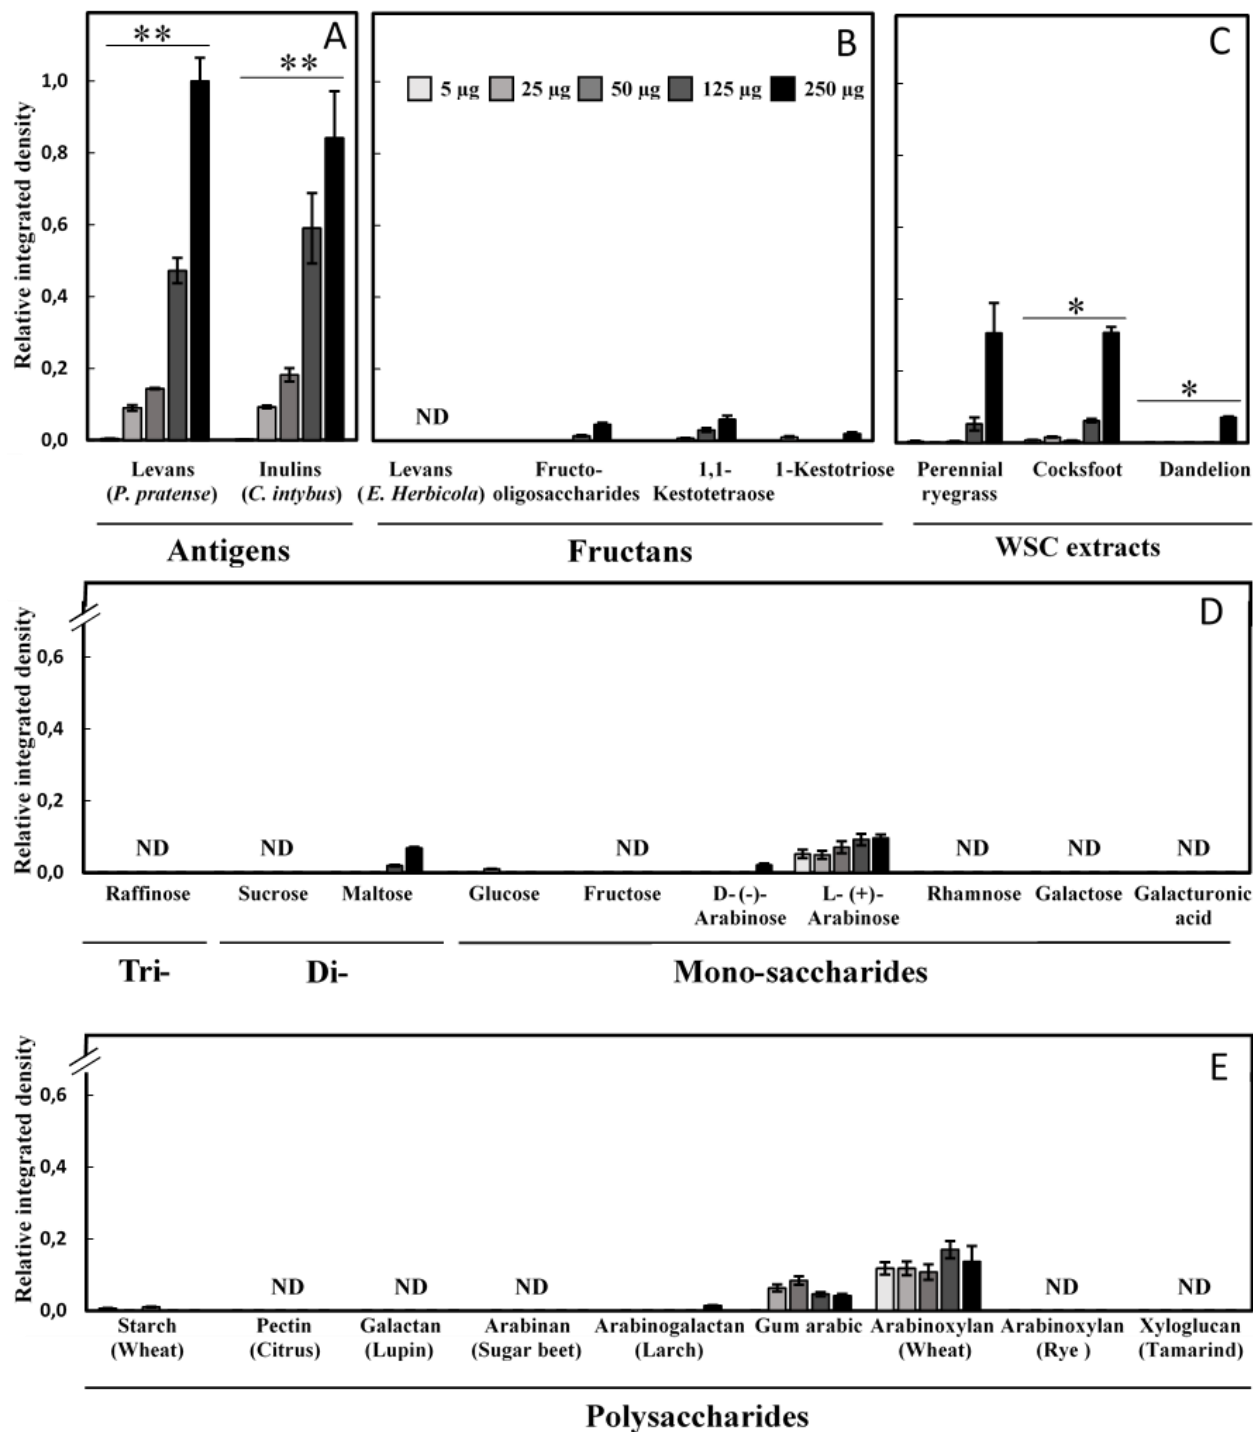 A
B
C
**
**
5 µg 25 µg 50 µg 125 µg 250 µg
Relative integrated density
1,0
0,8
0,6
0,4
0,2
0,0
ND
*
*
Levans
(P. pratense)
Inulins
(C. intybus)
Levans
(E. Herbicola)
Fructo-
oligosaccharides
1,1-
Kestotetraose
1-Kestotriose
Perennial
ryegrass
Cocksfoot
Dandelion
Antigens
Fructans
WSC extracts
D
Relative integrated density
0,6
0,4
0,2
0,0
ND ND ND ND ND ND
Raffinose
Sucrose
Maltose
Glucose
Fructose
D- (-)-
Arabinose
L- (+)-
Arabinose
Rhamnose
Galactose
Galacturonic
acid
Tri-
Di-
Mono-saccharides
E
Relative integrated density
0,6
0,4
0,2
0,0
ND ND ND ND ND
Starch
(Wheat)
Pectin
(Citrus)
Galactan
(Lupin)
Arabinan
(Sugar beet)
Arabinogalactan
(Larch)
Gum arabic
Arabinoxylan
(Wheat)
Arabinoxylan
(Rye )
Xyloglucan
(Tamarind)
Polysaccharides